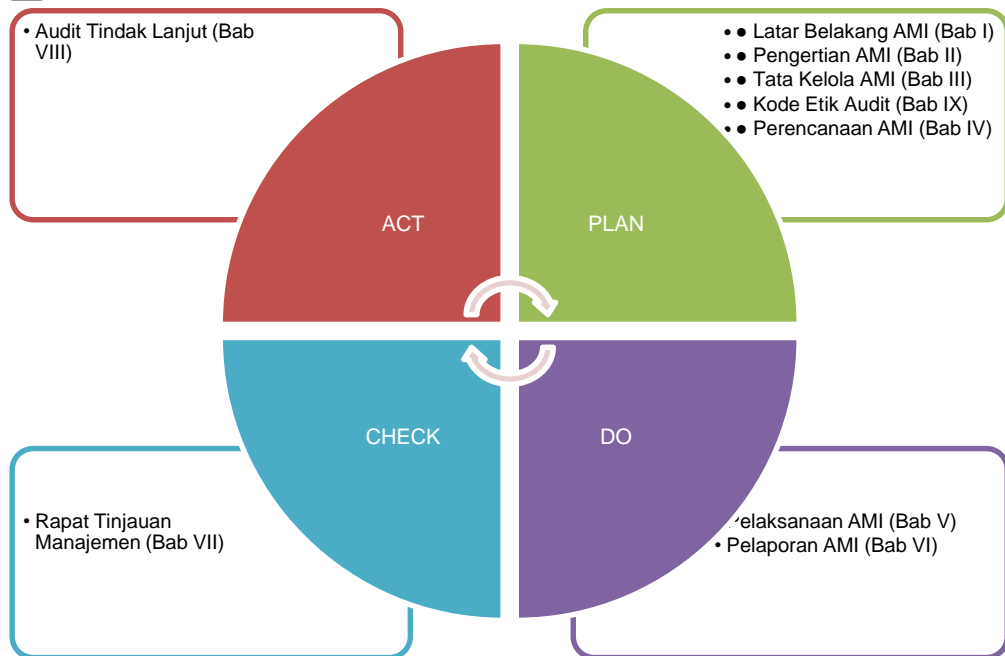 • Audit Tindak Lanjut (Bab
VIII)
• ● Latar Belakang AMI (Bab I)
• ● Pengertian AMI (Bab II)
• ● Tata Kelola AMI (Bab III)
• ● Kode Etik Audit (Bab IX)
• ● Perencanaan AMI (Bab IV)
ACT
PLAN
CHECK
DO
• Rapat Tinjauan
Manajemen (Bab VII)
Pelaksanaan AMI (Bab V)
• Pelaporan AMI (Bab VI)